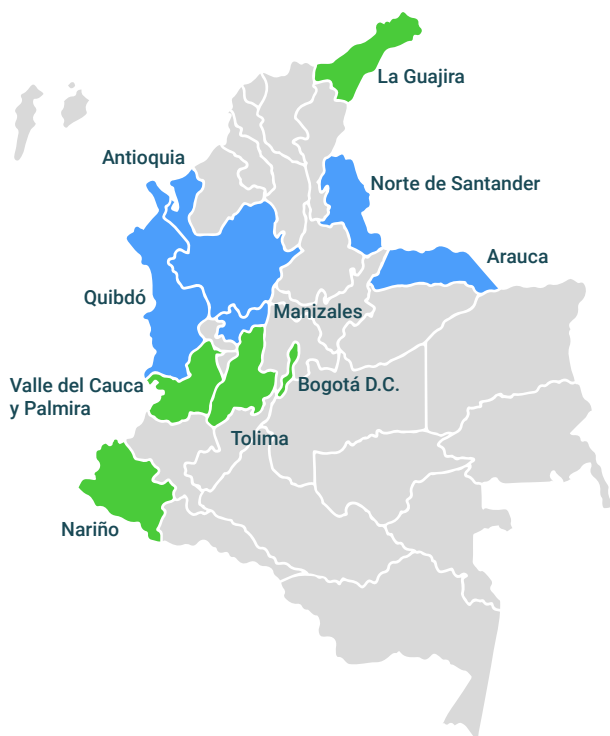 La Guajira
Antioquia
Norte de Santander
Arauca
Quibdó
Manizales
Valle del Cauca
y Palmira
Bogotá D.C.
Tolima
Nariño